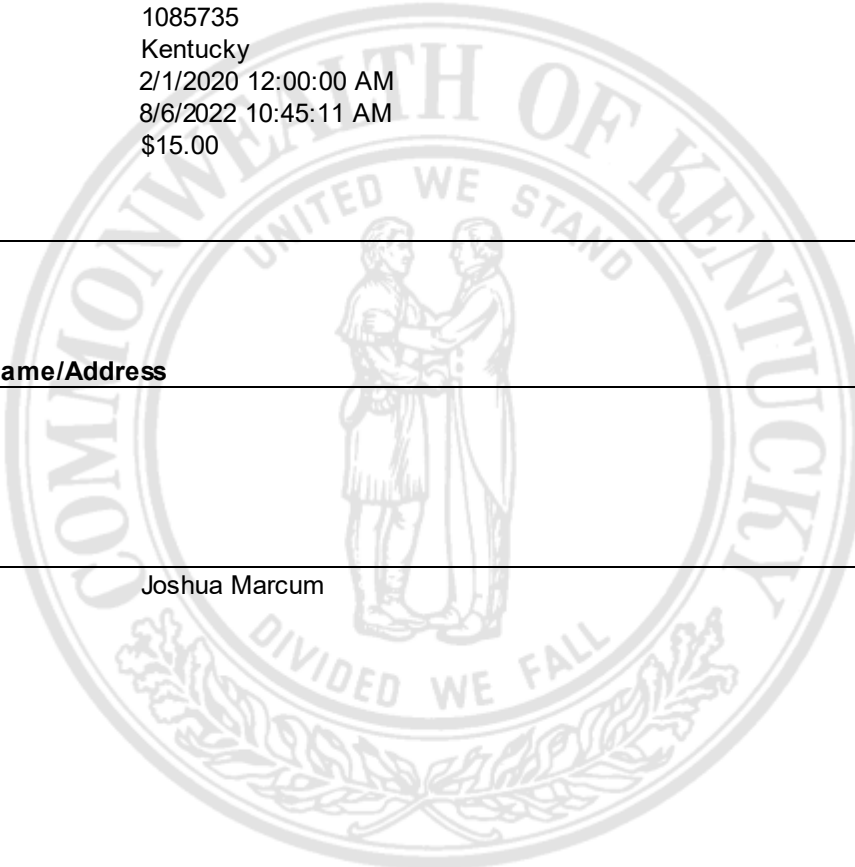 1085735
Kentucky
2/1/2020 12:00:00 AM
8/6/2022 10:45:11 AM
$15.00
COMMONWEALTH OF KENTUCKY
UNITED WE STAND
ame/Address
Joshua Marcum
DIVIDED WE FALL